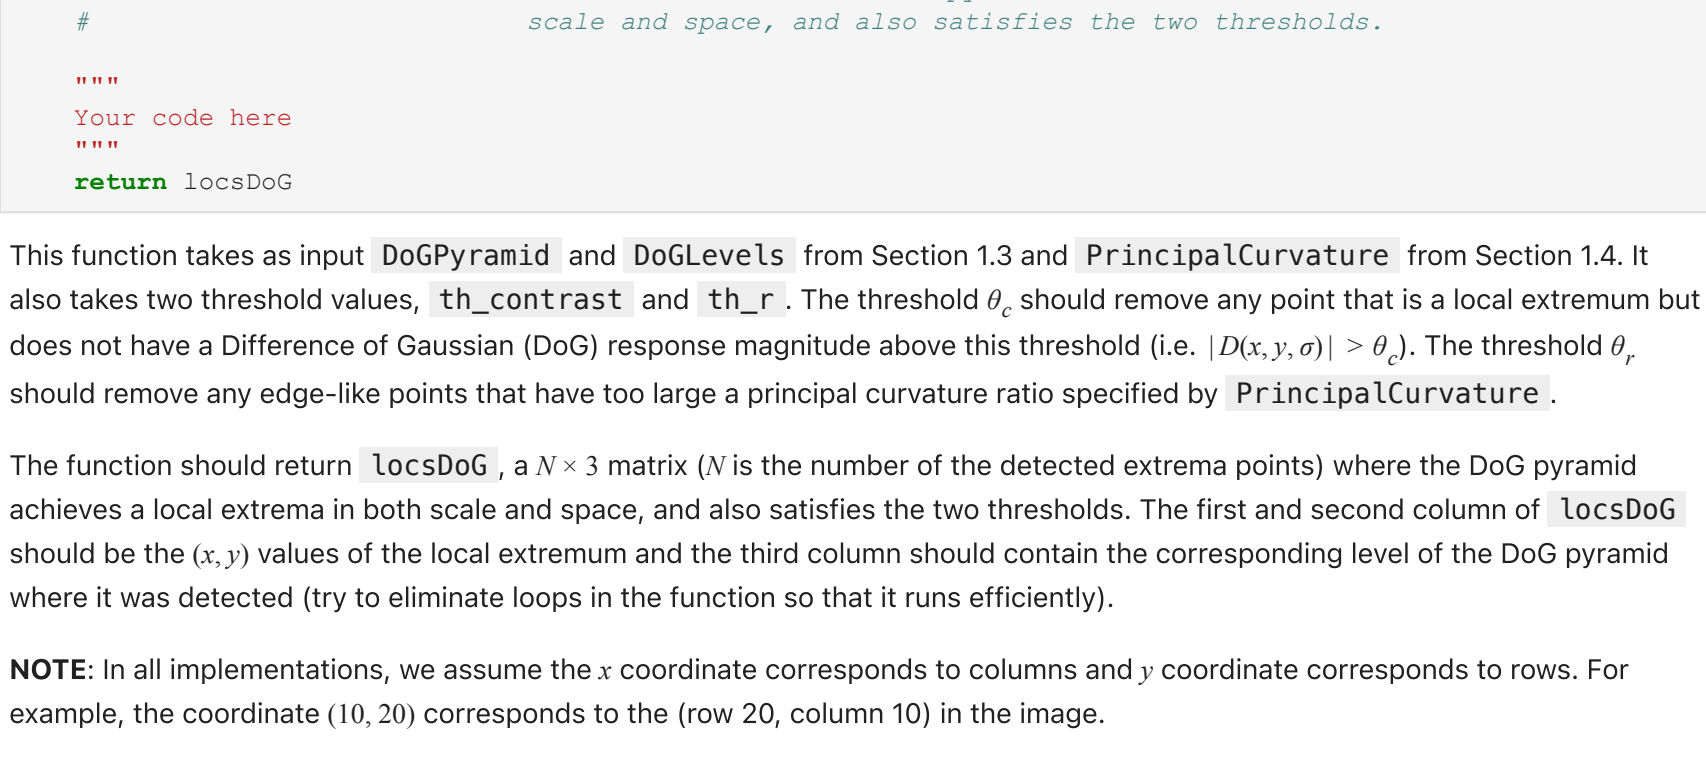 # scale and space, and also satisfies the two thresholds.
"""
Your code here
"""
return locsDoG
This function takes as input DoGPyramid and DoGLevels from Section 1.3 and PrincipalCurvature from Section 1.4. It
also takes two threshold values, th_contrast and th_r . The threshold θc should remove any point that is a local extremum but
does not have a Difference of Gaussian (DoG) response magnitude above this threshold (i.e. |D(x, y, σ)| > θc). The threshold θr
should remove any edge-like points that have too large a principal curvature ratio specified by PrincipalCurvature .
The function should return locsDoG , a N × 3 matrix (N is the number of the detected extrema points) where the DoG pyramid
achieves a local extrema in both scale and space, and also satisfies the two thresholds. The first and second column of locsDoG
should be the (x, y) values of the local extremum and the third column should contain the corresponding level of the DoG pyramid
where it was detected (try to eliminate loops in the function so that it runs efficiently).
NOTE: In all implementations, we assume the x coordinate corresponds to columns and y coordinate corresponds to rows. For
example, the coordinate (10, 20) corresponds to the (row 20, column 10) in the image.